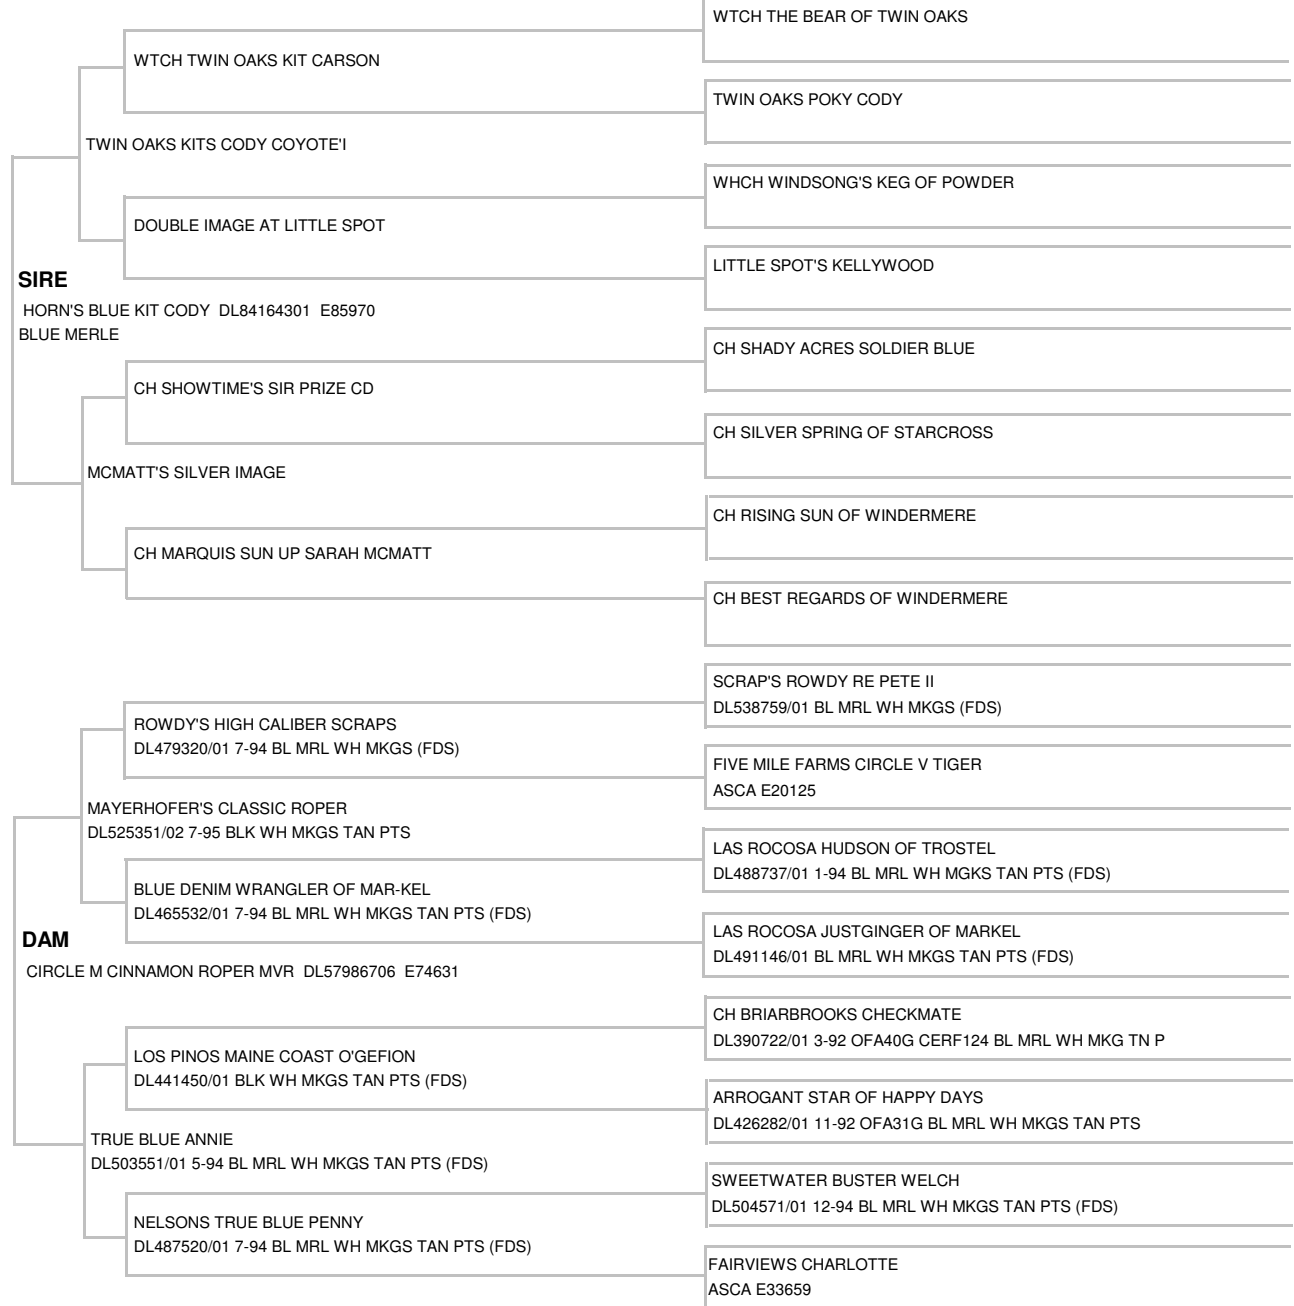 WTCH THE BEAR OF TWIN OAKS
WTCH TWIN OAKS KIT CARSON
TWIN OAKS POKY CODY
TWIN OAKS KITS CODY COYOTE'I
WHCH WINDSONG'S KEG OF POWDER
DOUBLE IMAGE AT LITTLE SPOT
LITTLE SPOT'S KELLYWOOD
SIRE
HORN'S BLUE KIT CODY DL84164301 E85970
BLUE MERLE
CH SHADY ACRES SOLDIER BLUE
CH SHOWTIME'S SIR PRIZE CD
CH SILVER SPRING OF STARCROSS
MCMATT'S SILVER IMAGE
CH RISING SUN OF WINDERMERE
CH MARQUIS SUN UP SARAH MCMATT
CH BEST REGARDS OF WINDERMERE
SCRAP'S ROWDY RE PETE II
DL538759/01 BL MRL WH MKGS (FDS)
ROWDY'S HIGH CALIBER SCRAPS
DL479320/01 7-94 BL MRL WH MKGS (FDS)
FIVE MILE FARMS CIRCLE V TIGER
ASCA E20125
MAYERHOFER'S CLASSIC ROPER
DL525351/02 7-95 BLK WH MKGS TAN PTS
LAS ROCOSA HUDSON OF TROSTEL
DL488737/01 1-94 BL MRL WH MGKS TAN PTS (FDS)
BLUE DENIM WRANGLER OF MAR-KEL
DL465532/01 7-94 BL MRL WH MKGS TAN PTS (FDS)
LAS ROCOSA JUSTGINGER OF MARKEL
DL491146/01 BL MRL WH MKGS TAN PTS (FDS)
DAM
CIRCLE M CINNAMON ROPER MVR DL57986706 E74631
CH BRIARBROOKS CHECKMATE
DL390722/01 3-92 OFA40G CERF124 BL MRL WH MKG TN P
LOS PINOS MAINE COAST O'GEFION
DL441450/01 BLK WH MKGS TAN PTS (FDS)
ARROGANT STAR OF HAPPY DAYS
DL426282/01 11-92 OFA31G BL MRL WH MKGS TAN PTS
TRUE BLUE ANNIE
DL503551/01 5-94 BL MRL WH MKGS TAN PTS (FDS)
SWEETWATER BUSTER WELCH
DL504571/01 12-94 BL MRL WH MKGS TAN PTS (FDS)
NELSONS TRUE BLUE PENNY
DL487520/01 7-94 BL MRL WH MKGS TAN PTS (FDS)
FAIRVIEWS CHARLOTTE
ASCA E33659